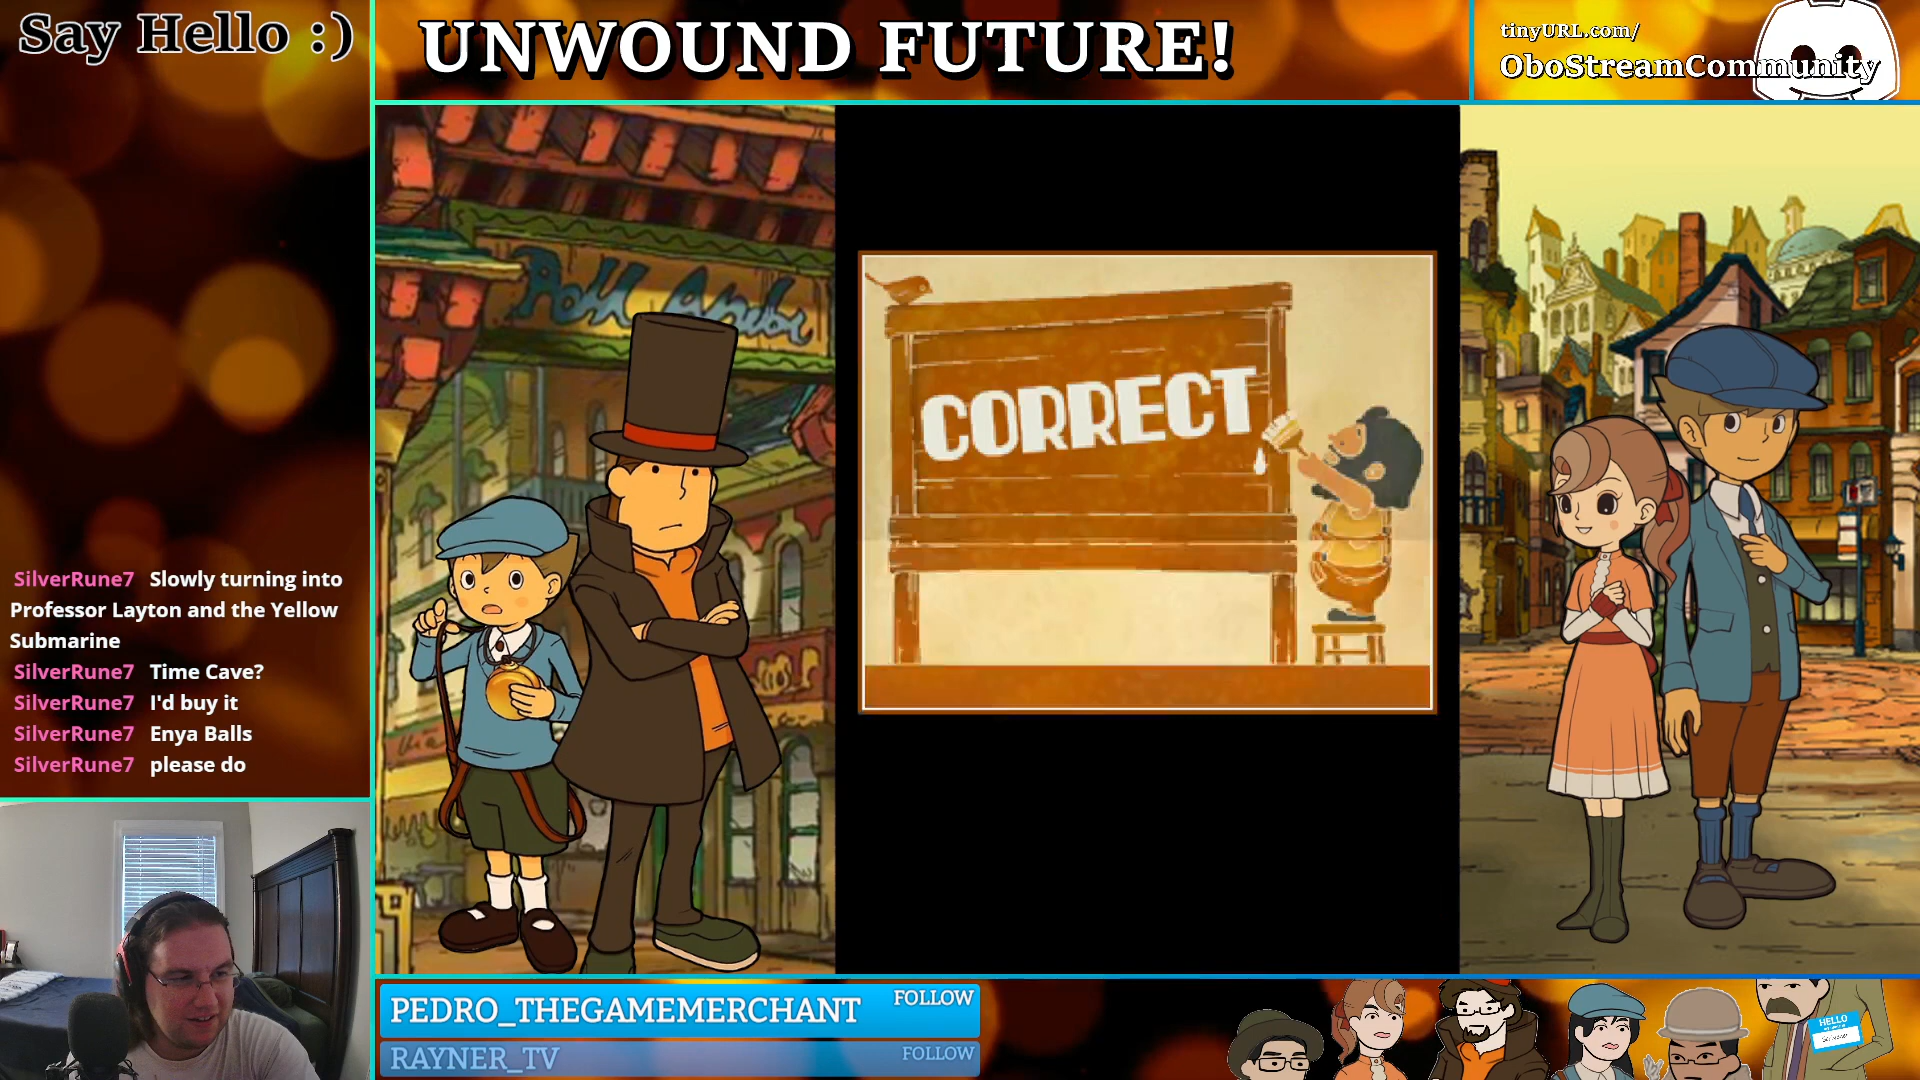 Say Hello :)
UNWOUND FUTURE!
tinyURL.com/
OboStreamCommunity
CORRECT
SilverRune7 Slowly turning into
Professor Layton and the Yellow
Submarine
SilverRune7 Time Cave?
SilverRune7 I'd buy it
SilverRune7 Enya Balls
SilverRune7 please do
PEDRO_THEGAMEMERCHANT FOLLOW
RAYNER_TV FOLLOW
HELLO